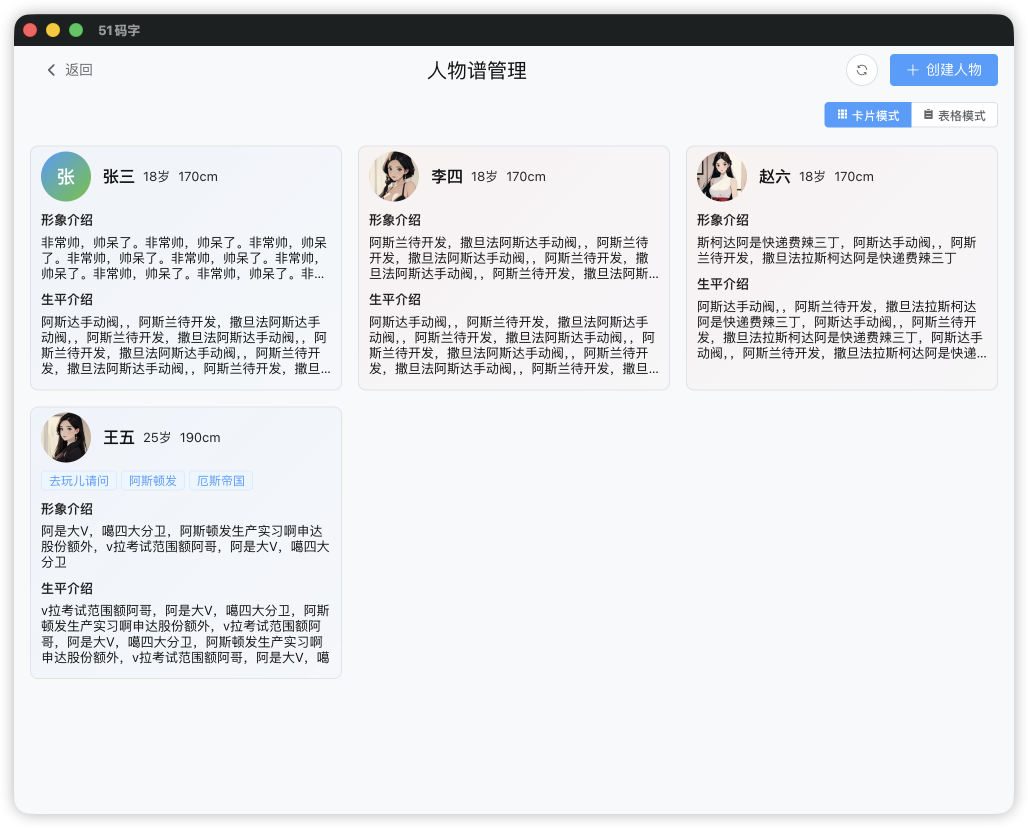 51码字
返回
人物谱管理
创建人物
卡片模式
表格模式
张
张三 18岁 170cm
形象介绍
非常帅，帅呆了。非常帅，帅呆了。非常帅，帅呆
了。非常帅，帅呆了。非常帅，帅呆了。非常帅，
帅呆了。非常帅，帅呆了。非常帅，帅呆了。非...
生平介绍
阿斯达手动阀，，阿斯兰待开发，撒旦法阿斯达手
动阀，，阿斯兰待开发，撒旦法阿斯达手动阀，，阿
斯兰待开发，撒旦法阿斯达手动阀，，阿斯兰待开
发，撒旦法阿斯达手动阀，，阿斯兰待开发，撒旦...
李四 18岁 170cm
形象介绍
阿斯兰待开发，撒旦法阿斯达手动阀，，阿斯兰待
开发，撒旦法阿斯达手动阀，，阿斯兰待开发，撒
旦法阿斯达手动阀，，阿斯兰待开发，撒旦法阿斯...
生平介绍
阿斯达手动阀，，阿斯兰待开发，撒旦法阿斯达手
动阀，，阿斯兰待开发，撒旦法阿斯达手动阀，，阿
斯兰待开发，撒旦法阿斯达手动阀，，阿斯兰待开
发，撒旦法阿斯达手动阀，，阿斯兰待开发，撒旦...
赵六 18岁 170cm
形象介绍
斯柯达阿是快递费辣三丁，阿斯达手动阀，，阿斯
兰待开发，撒旦法拉斯柯达阿是快递费辣三丁
生平介绍
阿斯达手动阀，，阿斯兰待开发，撒旦法拉斯柯达
阿是快递费辣三丁，阿斯达手动阀，，阿斯兰待开
发，撒旦法拉斯柯达阿是快递费辣三丁，阿斯达手
动阀，，阿斯兰待开发，撒旦法拉斯柯达阿是快递...
王五 25岁 190cm
去玩儿请问 阿斯顿发 厄斯帝国
形象介绍
阿是大V，噶四大分卫，阿斯顿发生产实习啊申达
股份额外，v拉考试范围额阿哥，阿是大V，噶四大
分卫
生平介绍
v拉考试范围额阿哥，阿是大V，噶四大分卫，阿斯
顿发生产实习啊申达股份额外，v拉考试范围额阿
哥，阿是大V，噶四大分卫，阿斯顿发生产实习啊
申达股份额外，v拉考试范围额阿哥，阿是大V，噶